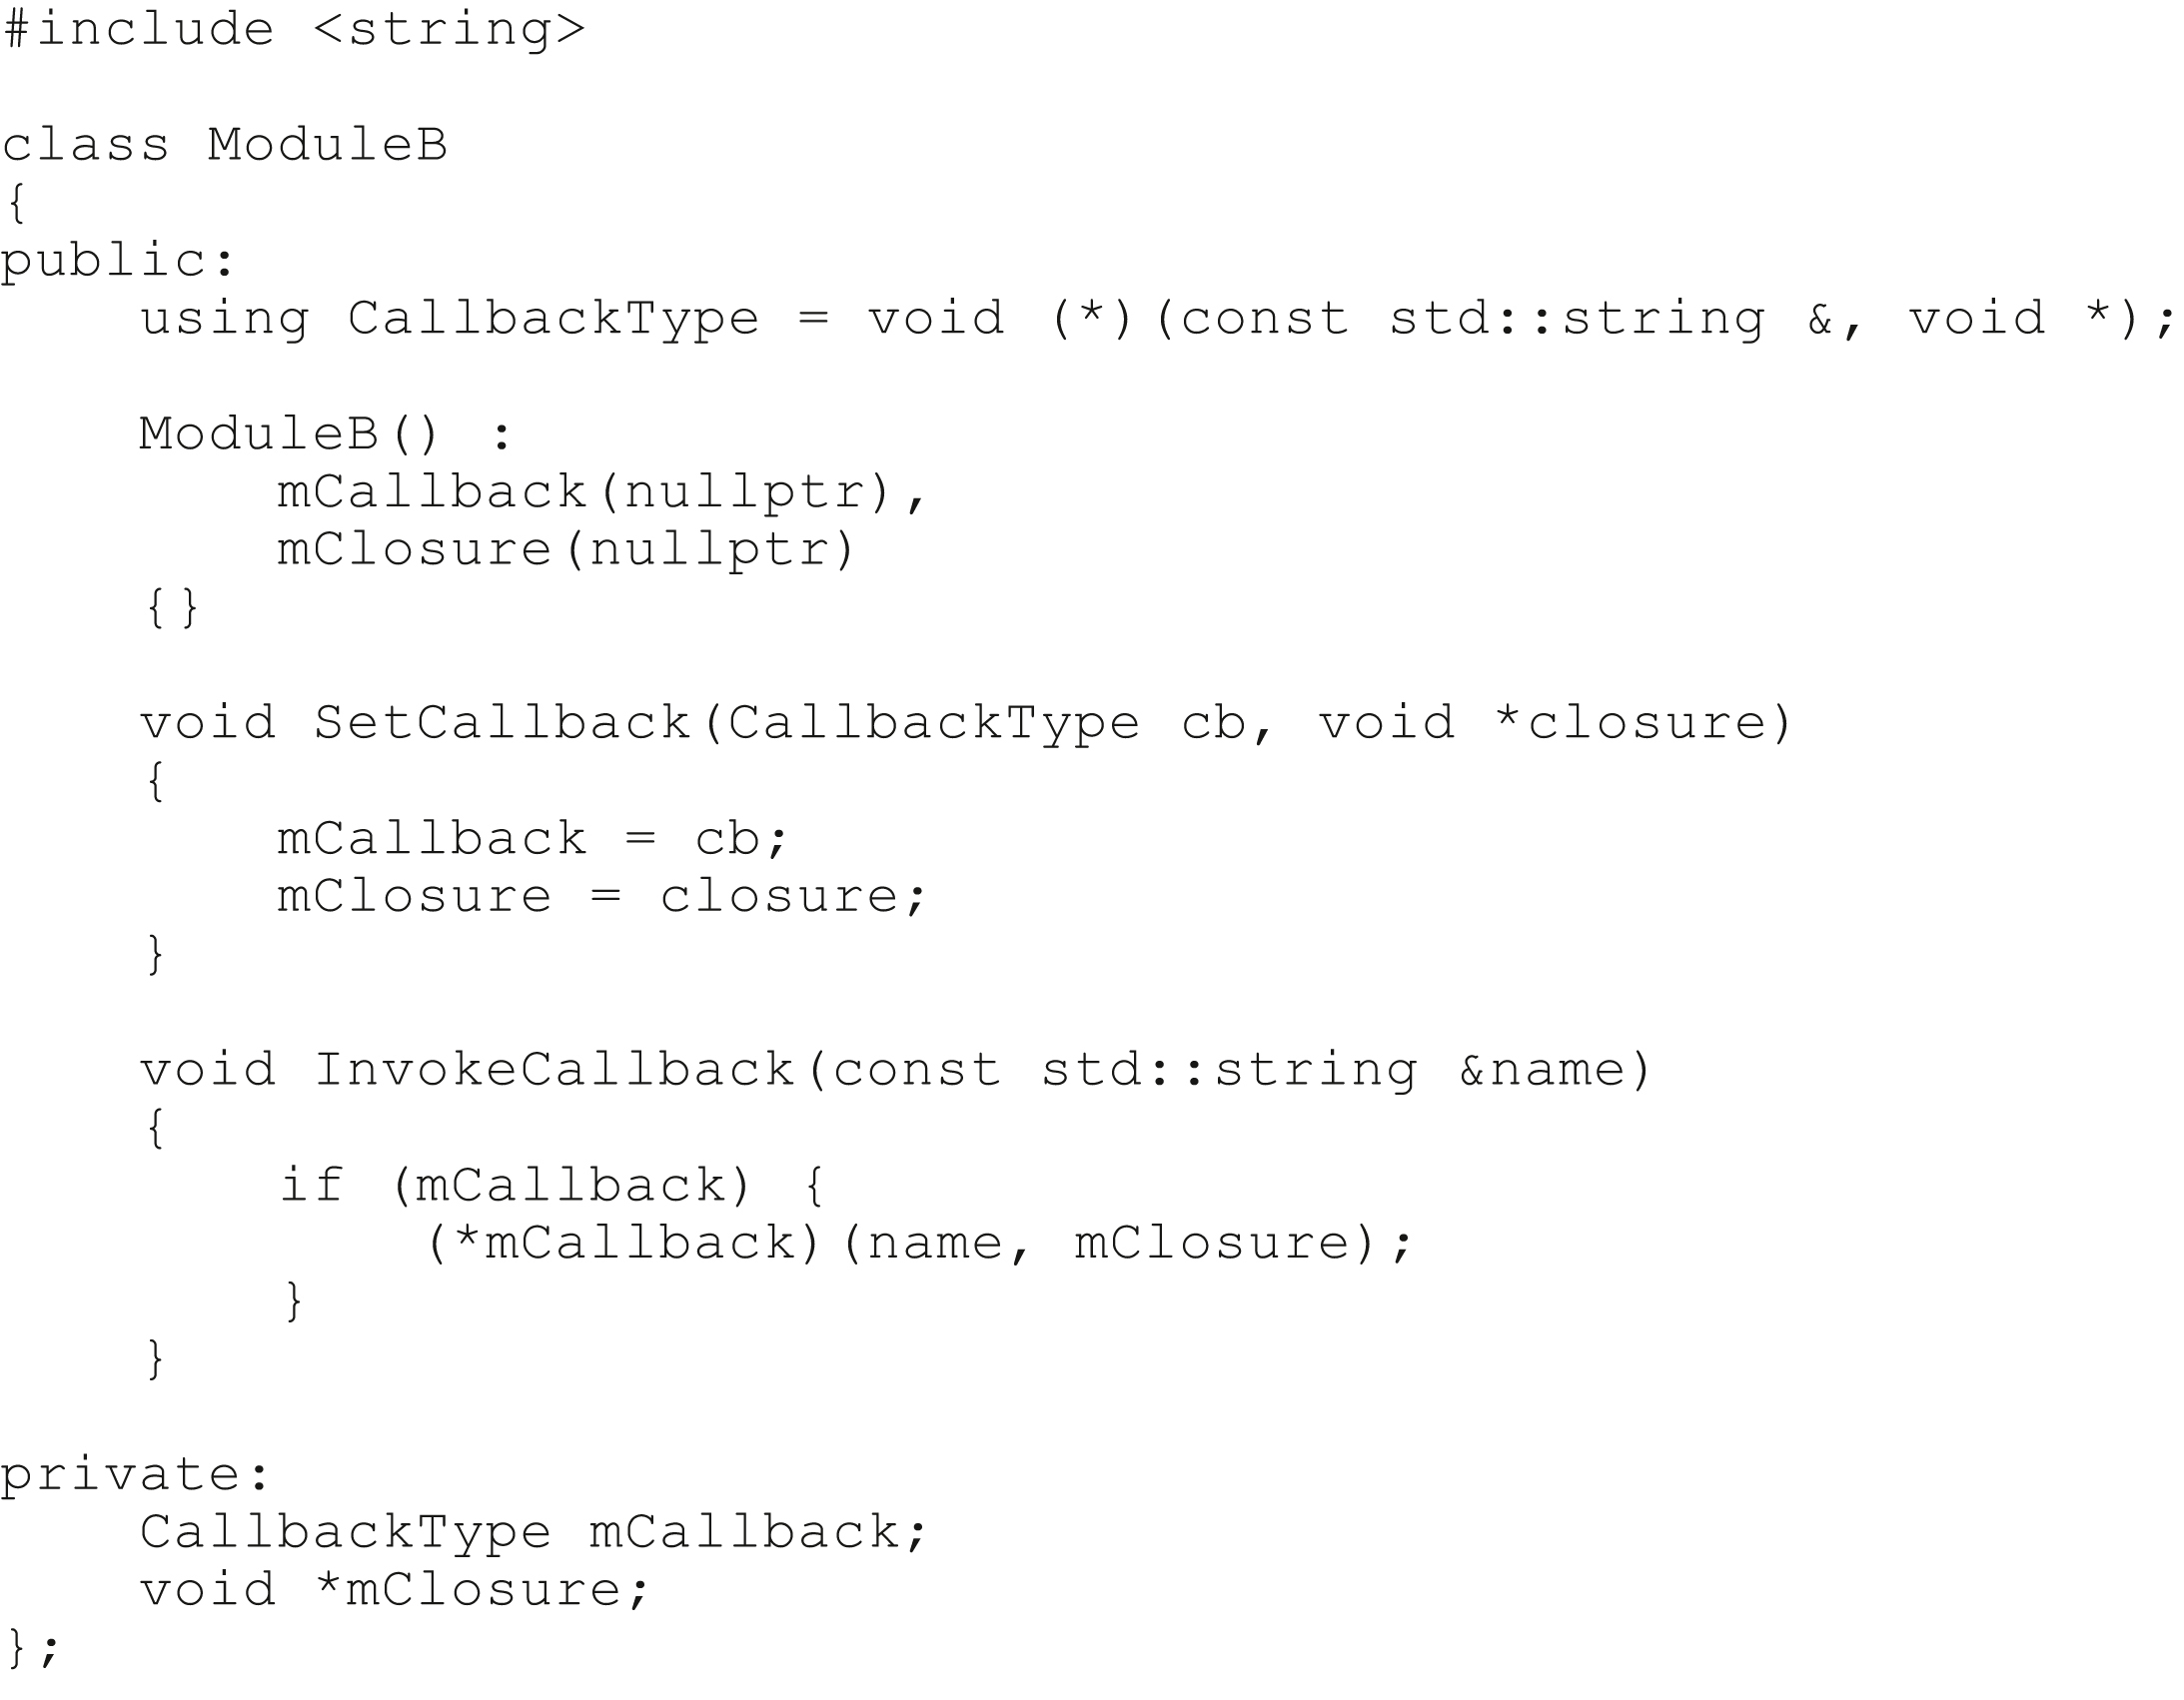 #include <string>

class ModuleB
{
public:
    using CallbackType = void (*)(const std::string &, void *);

    ModuleB() :
        mCallback(nullptr),
        mClosure(nullptr)
    {}

    void SetCallback(CallbackType cb, void *closure)
    {
        mCallback = cb;
        mClosure = closure;
    }

    void InvokeCallback(const std::string &name)
    {
        if (mCallback) {
            (*mCallback)(name, mClosure);
        }
    }

private:
    CallbackType mCallback;
    void *mClosure;
};